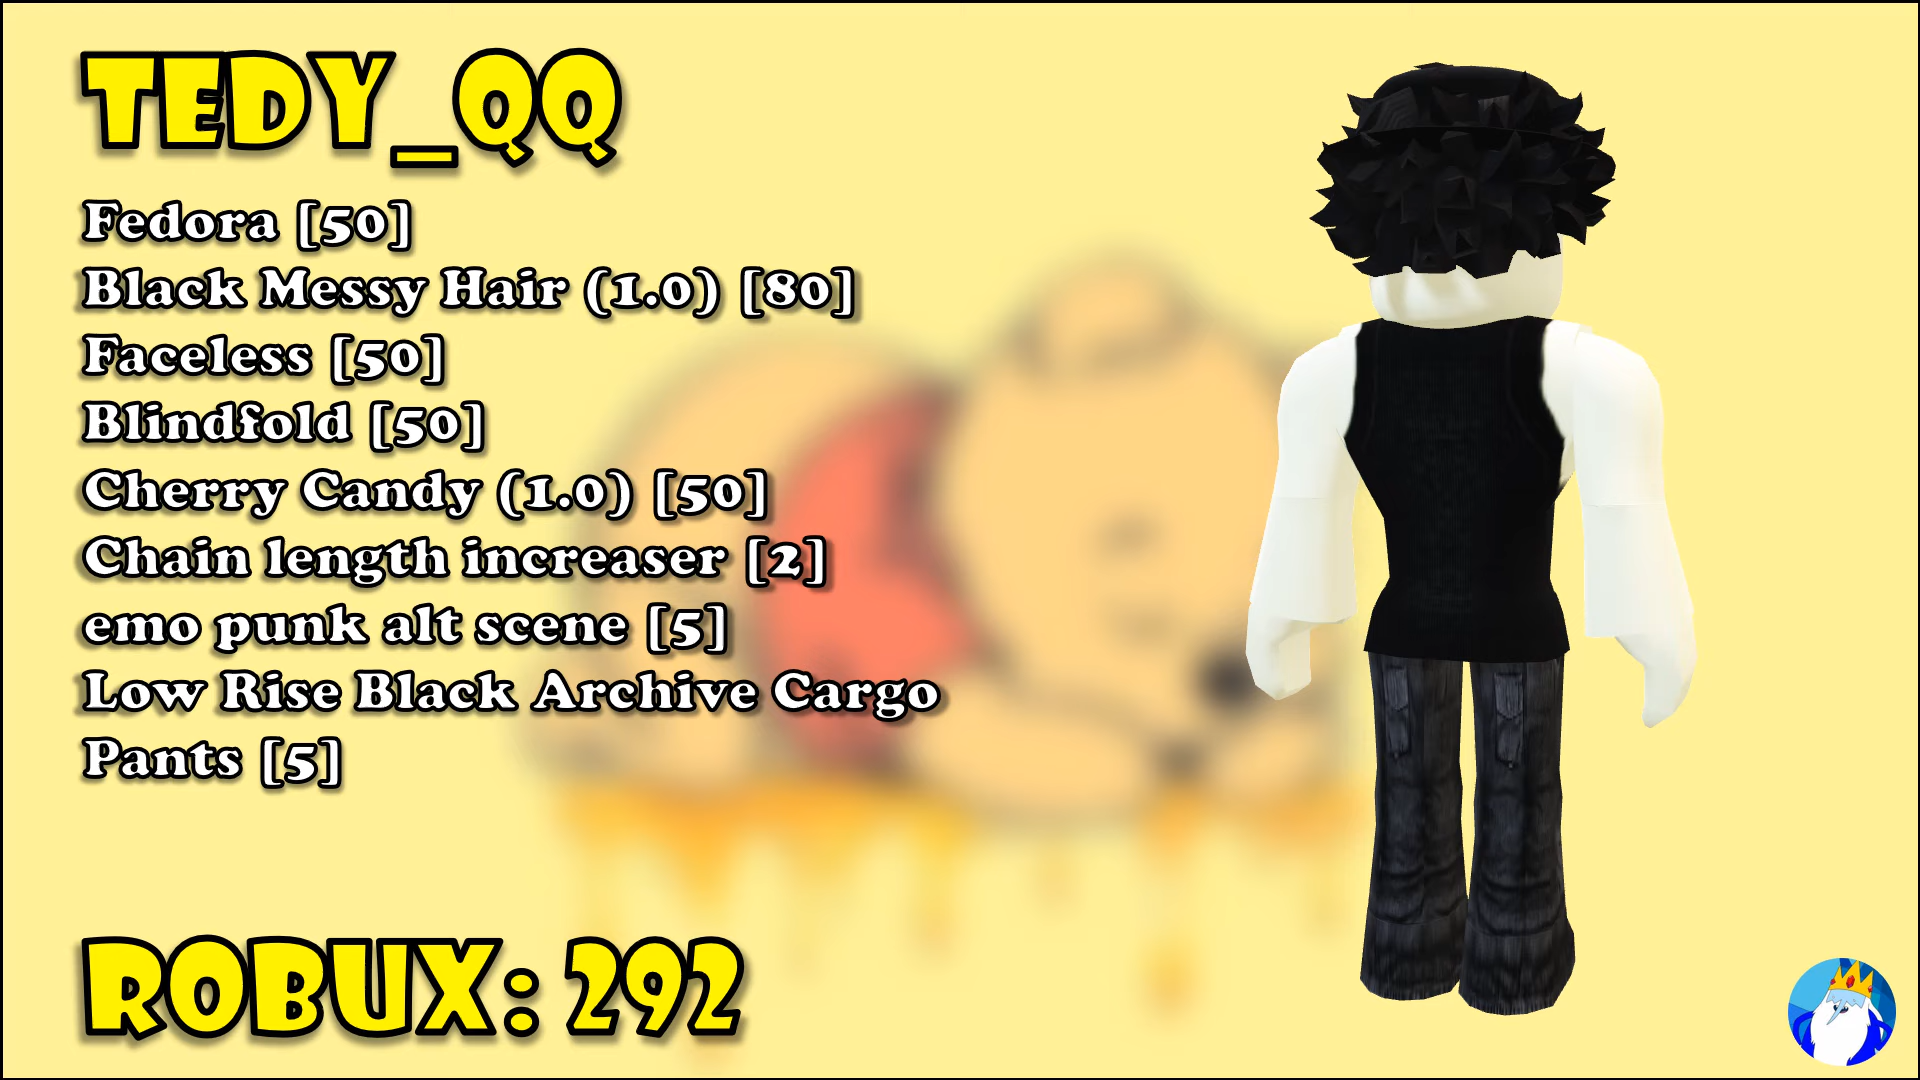 TEDY_QQ
Fedora [50]
Black Messy Hair (1.0) [80]
Faceless [50]
Blindfold [50]
Cherry Candy (1.0) [50]
Chain length increaser [2]
emo punk alt scene [5]
Low Rise Black Archive Cargo
Pants [5]
ROBUX: 292